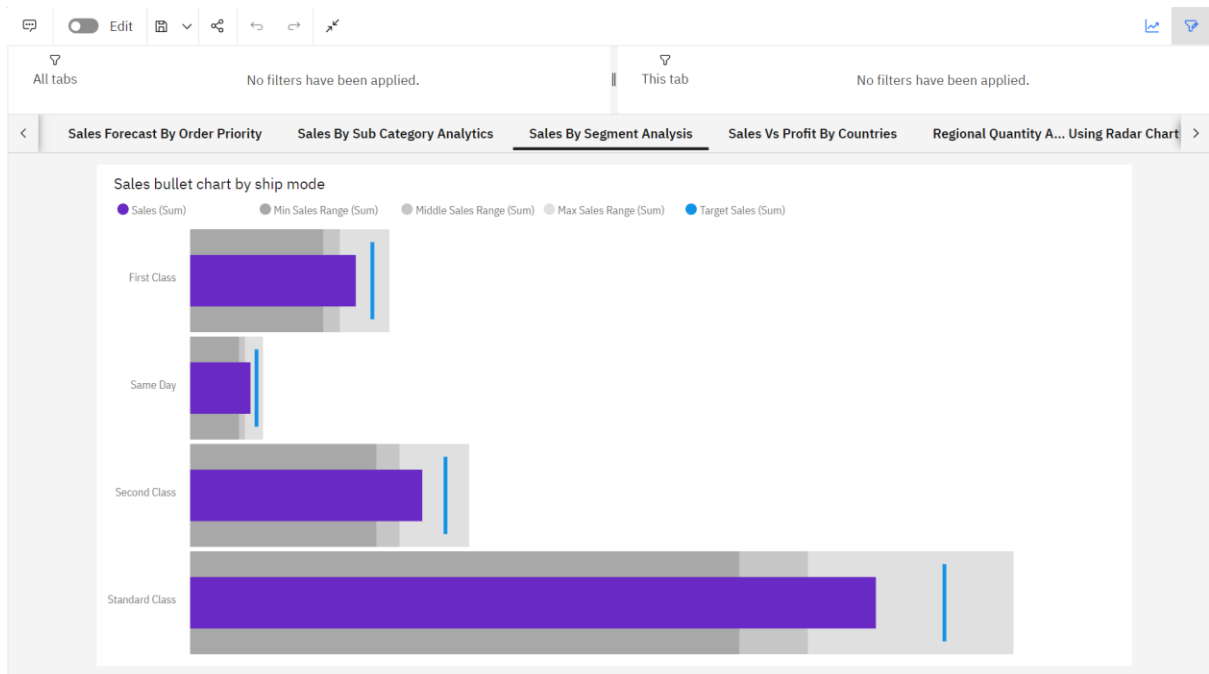 Edit
All tabs
No filters have been applied.
This tab
No filters have been applied.
Sales Forecast By Order Priority
Sales By Sub Category Analytics
Sales By Segment Analysis
Sales Vs Profit By Countries
Regional Quantity A... Using Radar Chart
Sales bullet chart by ship mode
Sales (Sum)
Min Sales Range (Sum)
Middle Sales Range (Sum)
Max Sales Range (Sum)
Target Sales (Sum)
First Class
Same Day
Second Class
Standard Class